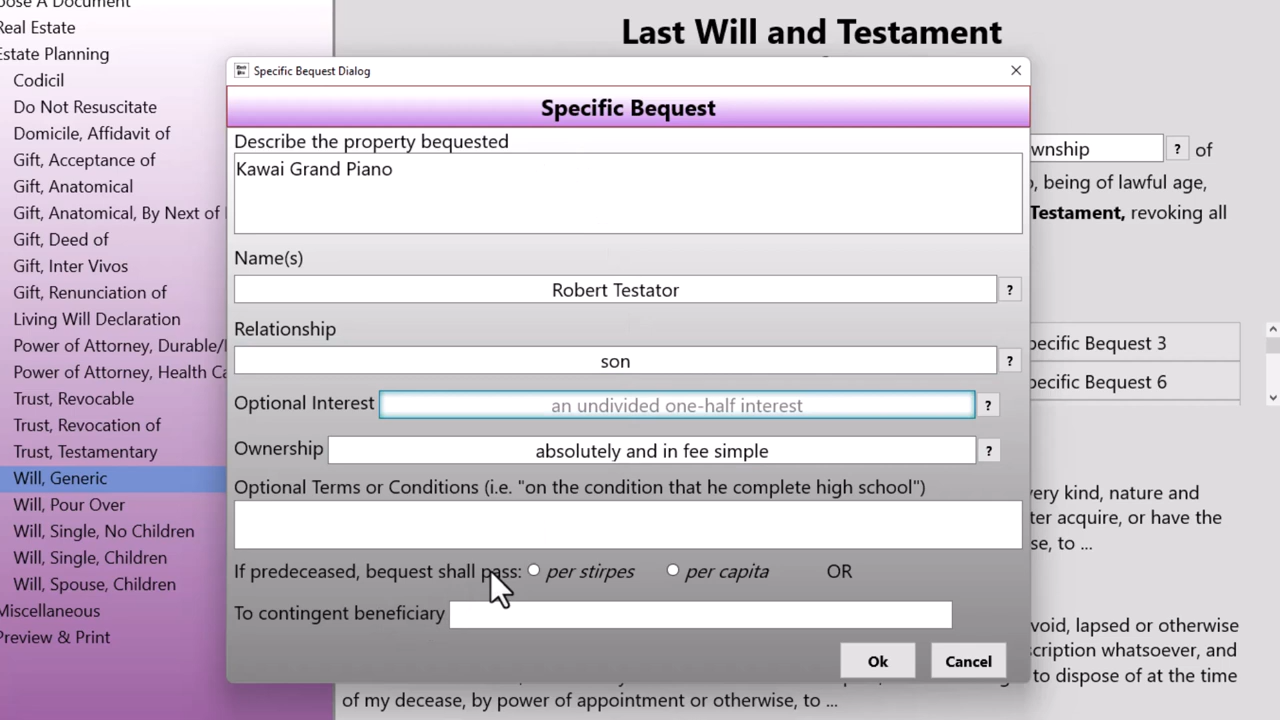 oose A Document
Real Estate
Estate Planning
Codicil
Do Not Resuscitate
Domicile, Affidavit of
Gift, Acceptance of
Gift, Anatomical
Gift, Anatomical, By Next of
Gift, Deed of
Gift, Inter Vivos
Gift, Renunciation of
Living Will Declaration
Power of Attorney, Durable/
Power of Attorney, Health Ca
Trust, Revocable
Trust, Revocation of
Trust, Testamentary
Will, Generic
Will, Pour Over
Will, Single, No Children
Will, Single, Children
Will, Spouse, Children
Miscellaneous
Preview & Print
Last Will and Testament
Specific Bequest Dialog
Specific Bequest
Describe the property bequested
Kawai Grand Piano
Name(s)
Robert Testator ?
Relationship
son ?
Optional Interest an undivided one-half interest ?
Ownership absolutely and in fee simple ?
Optional Terms or Conditions (i.e. "on the condition that he complete high school")
If predeceased, bequest shall pass: per stirpes per capita OR
To contingent beneficiary
Ok Cancel
wnship ? of
, being of lawful age,
Testament, revoking all
pecific Bequest 3
pecific Bequest 6
very kind, nature and
ter acquire, or have the
se, to ...
void, lapsed or otherwise
scription whatsoever, and
to dispose of at the time
of my decease, by power of appointment or otherwise, to ...